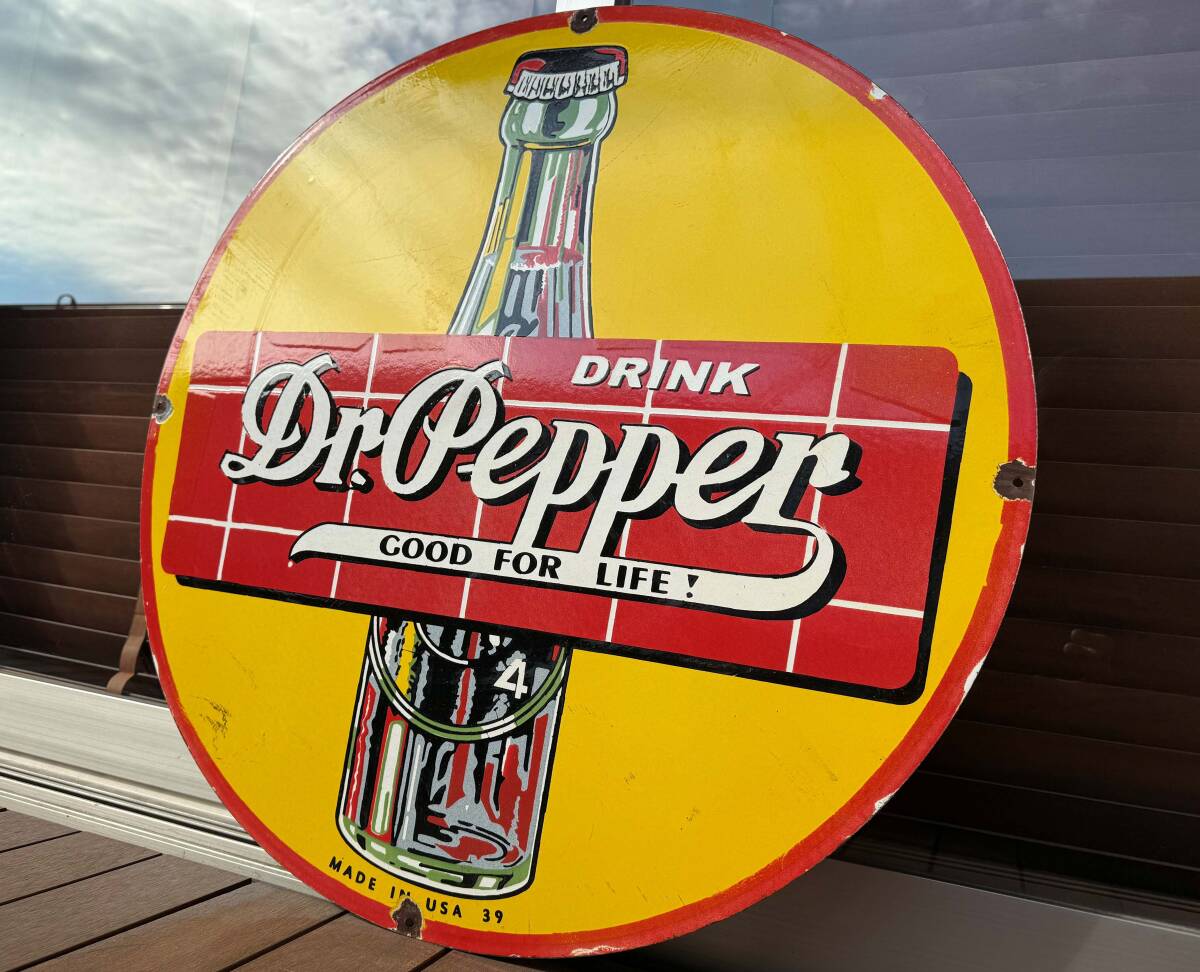 DRINK
Dr. Pepper
GOOD FOR LIFE!
4
MADE IN USA 39